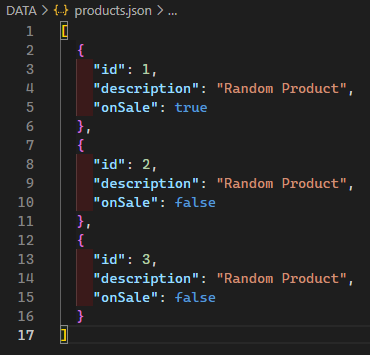 DATA > {··} products.json > ...
1 [
2 {
3 "id": 1,
4 "description": "Random Product",
5 "onSale": true
6 },
7 {
8 "id": 2,
9 "description": "Random Product",
10 "onSale": false
11 },
12 {
13 "id": 3,
14 "description": "Random Product",
15 "onSale": false
16 }
17 ]